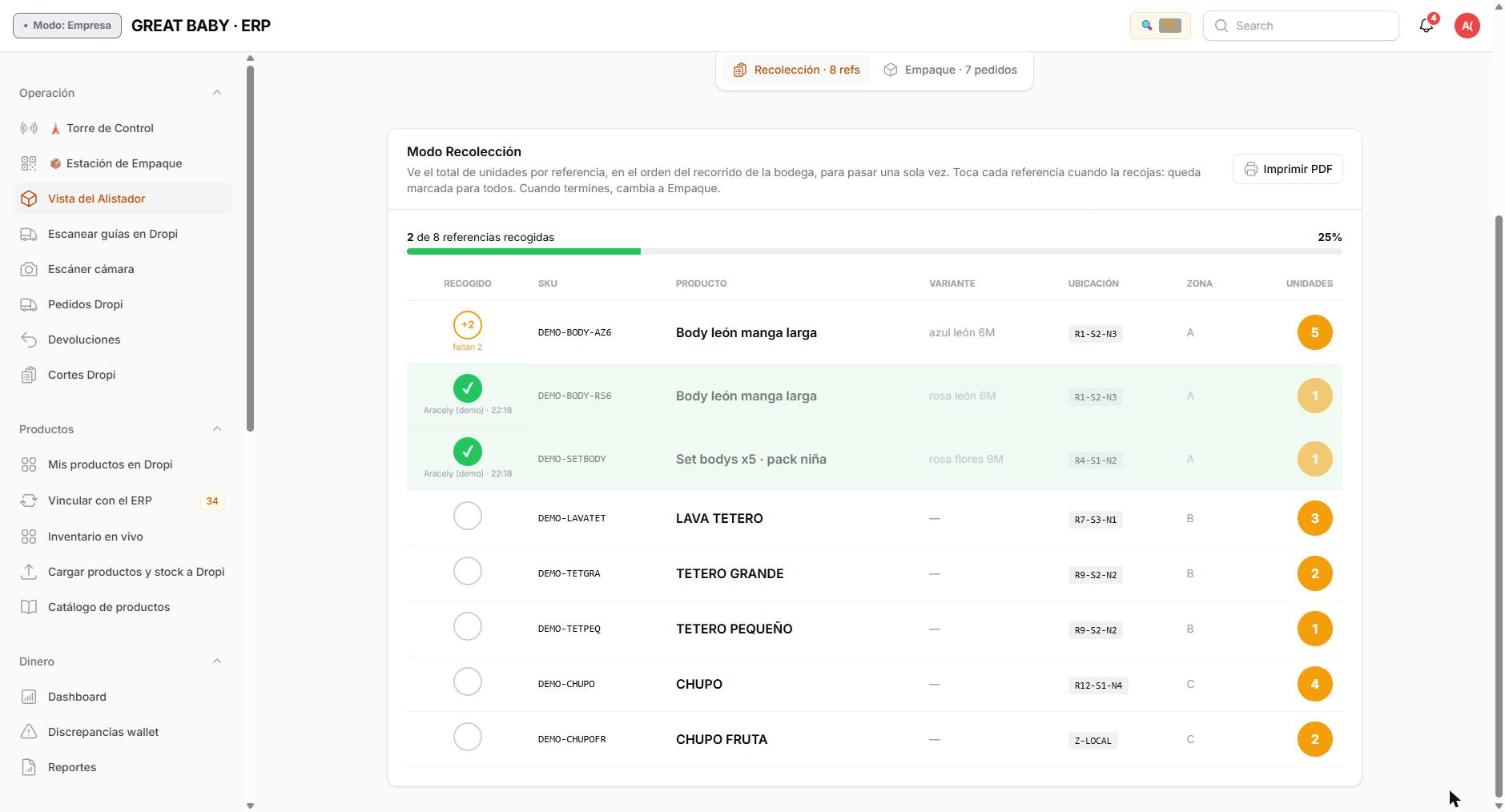 • Modo: Empresa
GREAT BABY · ERP
Search
4
A(
Operación
Torre de Control
Estación de Empaque
Vista del Alistador
Escanear guías en Dropi
Escáner cámara
Pedidos Dropi
Devoluciones
Cortes Dropi
Productos
Mis productos en Dropi
Vincular con el ERP 34
Inventario en vivo
Cargar productos y stock a Dropi
Catálogo de productos
Dinero
Dashboard
Discrepancias wallet
Reportes
Recolección · 8 refs
Empaque · 7 pedidos
Modo Recolección
Ve el total de unidades por referencia, en el orden del recorrido de la bodega, para pasar una sola vez. Toca cada referencia cuando la recojas: queda
marcada para todos. Cuando termines, cambia a Empaque.
Imprimir PDF
2 de 8 referencias recogidas 25%
RECOGIDO SKU PRODUCTO VARIANTE UBICACIÓN ZONA UNIDADES
+2 DEMO-BODY-AZ6 Body león manga larga azul león 6M R1-S2-N3 A 5
faltan 2
DEMO-BODY-RS6 Body león manga larga rosa león 6M R1-S2-N3 A 1
Aracely (demo) · 22:18
DEMO-SETBODY Set bodys x5 · pack niña rosa flores 9M R4-S1-N2 A 1
Aracely (demo) · 22:18
DEMO-LAVATET LAVA TETERO — R7-S3-N1 B 3
DEMO-TETGRA TETERO GRANDE — R9-S2-N2 B 2
DEMO-TETPEQ TETERO PEQUEÑO — R9-S2-N2 B 1
DEMO-CHUPO CHUPO — R12-S1-N4 C 4
DEMO-CHUPOFR CHUPO FRUTA — Z-LOCAL C 2